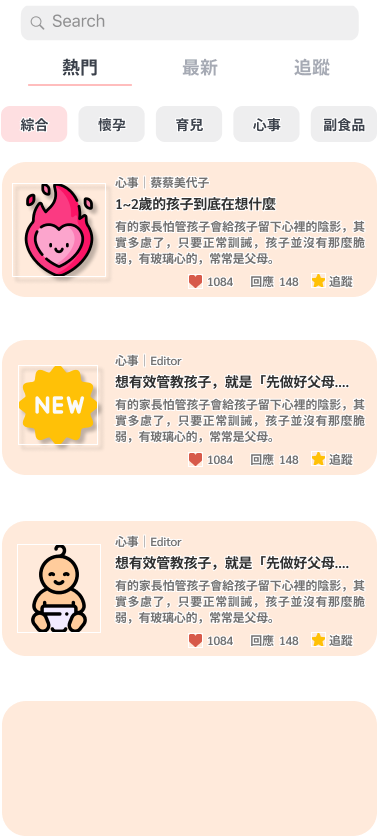 Search
熱門 最新 追蹤
綜合 懷孕 育兒 心事 副食品
心事｜蔡蔡美代子
1~2歲的孩子到底在想什麼
有的家長怕管孩子會給孩子留下心裡的陰影，其
實多慮了，只要正常訓誡，孩子並沒有那麼脆
弱，有玻璃心的，常常是父母。
1084 回應 148 追蹤
NEW
心事｜Editor
想有效管教孩子，就是「先做好父母....
有的家長怕管孩子會給孩子留下心裡的陰影，其
實多慮了，只要正常訓誡，孩子並沒有那麼脆
弱，有玻璃心的，常常是父母。
1084 回應 148 追蹤
心事｜Editor
想有效管教孩子，就是「先做好父母....
有的家長怕管孩子會給孩子留下心裡的陰影，其
實多慮了，只要正常訓誡，孩子並沒有那麼脆
弱，有玻璃心的，常常是父母。
1084 回應 148 追蹤